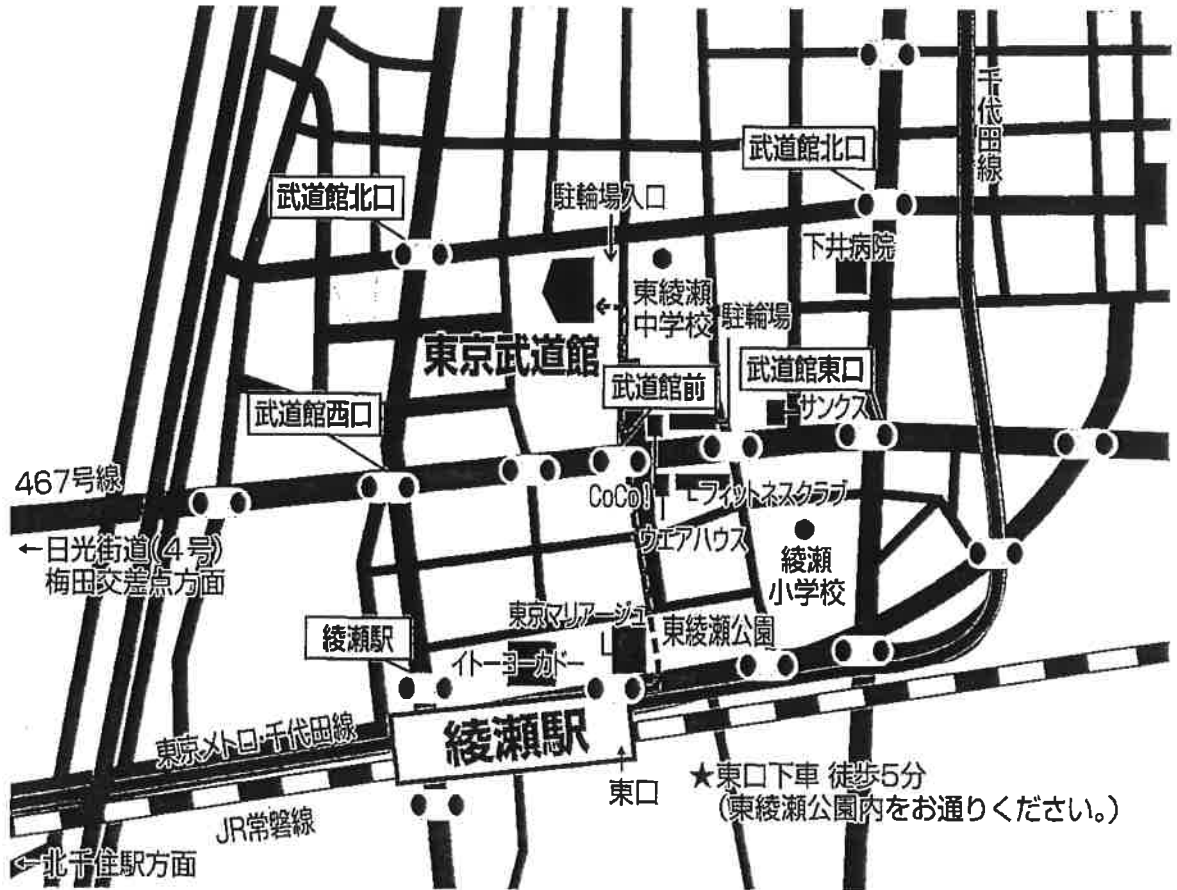 千代田線
武道館北口
武道館北口
駐輪場入口
下井病院
東綾瀬
中学校
駐輪場
東京武道館
武道館前
武道館東口
サンクス
武道館西口
467号線
CoCo!
フィットネスクラブ
ウエアハウス
←日光街道(4号)
梅田交差点方面
綾瀬
小学校
東京マリアージュ
東綾瀬公園
綾瀬駅
イトーヨーカドー
綾瀬駅
東京メトロ・千代田線
東口
★東口下車 徒歩5分
(東綾瀬公園内をお通りください。)
JR常磐線
←北千住駅方面